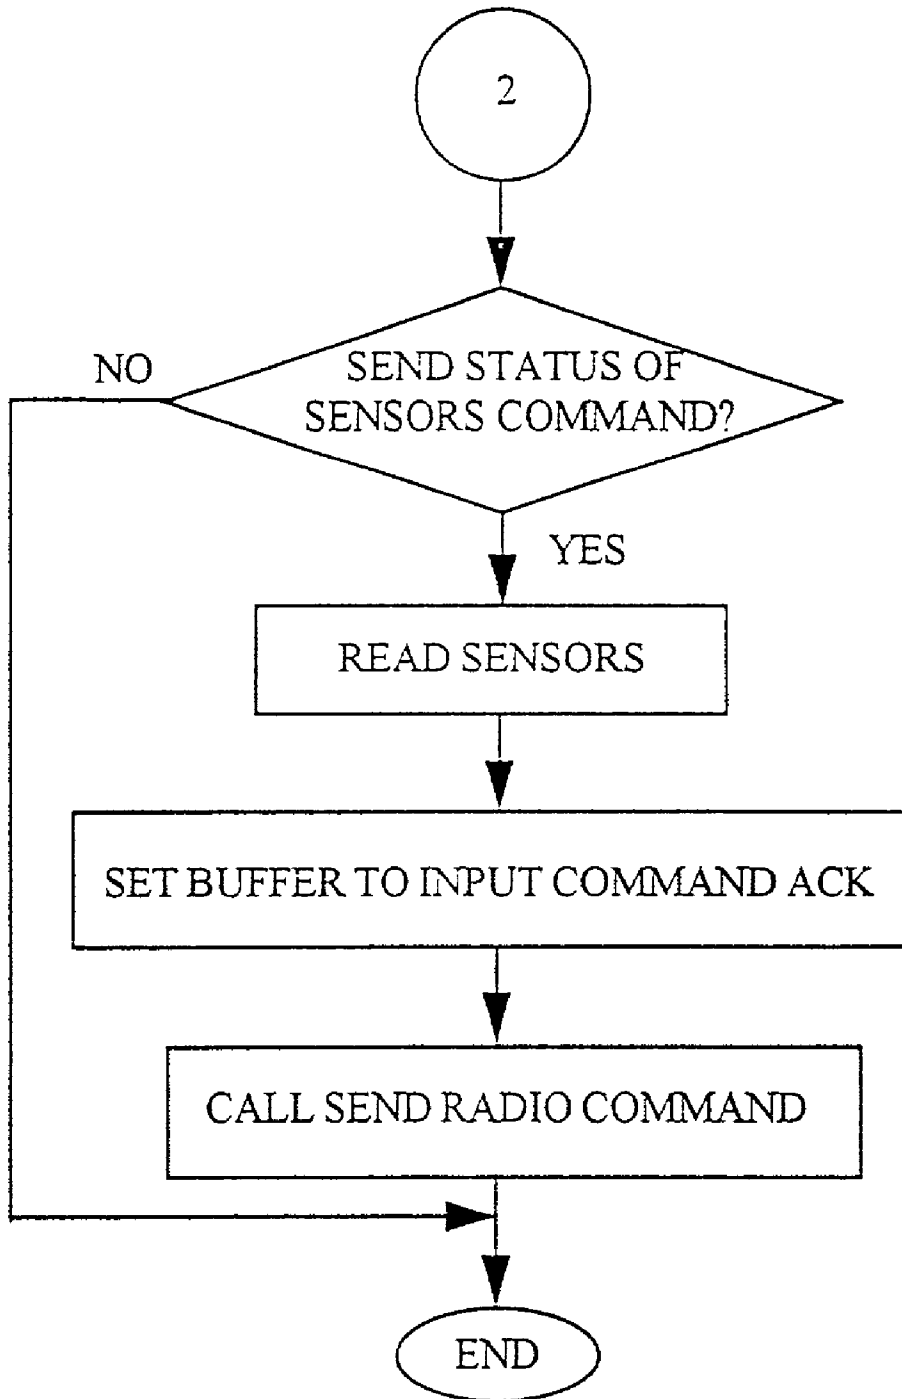 2
NO
SEND STATUS OF
SENSORS COMMAND?
YES
READ SENSORS
SET BUFFER TO INPUT COMMAND ACK
CALL SEND RADIO COMMAND
END